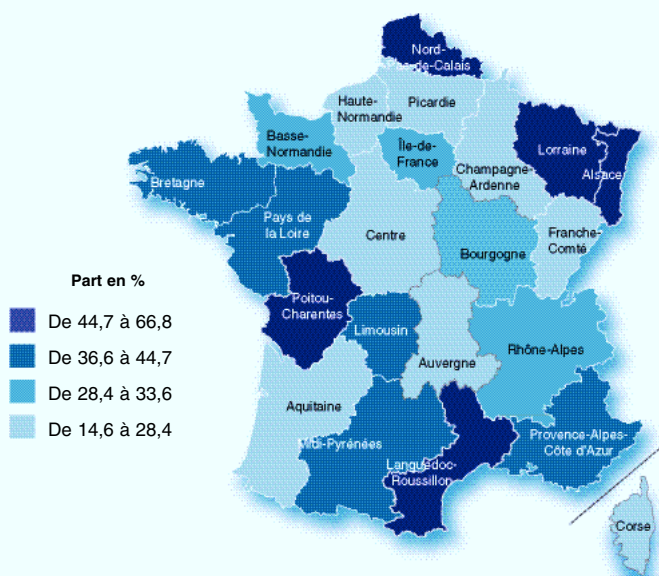 Nord-
Pas-de-Calais
Haute-
Normandie
Picardie
Basse-
Normandie
Île-de-
France
Champagne-
Ardenne
Lorraine
Alsace
Bretagne
Pays de
la Loire
Centre
Bourgogne
Franche-
Comté
Poitou-
Charentes
Limousin
Auvergne
Rhône-Alpes
Aquitaine
Midi-Pyrénées
Languedoc-
Roussillon
Provence-Alpes-
Côte d'Azur
Corse
Part en %
De 44,7 à 66,8
De 36,6 à 44,7
De 28,4 à 33,6
De 14,6 à 28,4